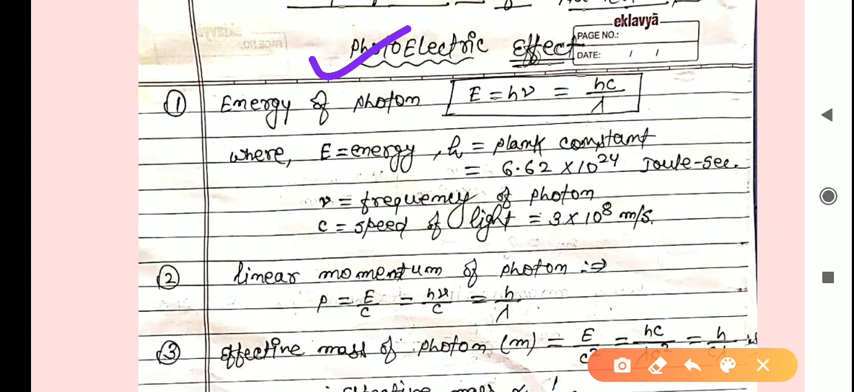 eklavyā
PAGE NO.:
DATE: / /
PhotoElectric Effect
① Energy of photon E = hν = hc/λ
where, E = energy, h = plank constant
= 6.62 × 10²⁴ Joule-sec.
ν = frequency of photon
c = speed of light = 3 × 10⁸ m/s.
② linear momentum of photon :⇒
P = E/c = hν/c = h/λ
③ effective mass of photon (m) = E/c² = hc/λc² = h/cλ